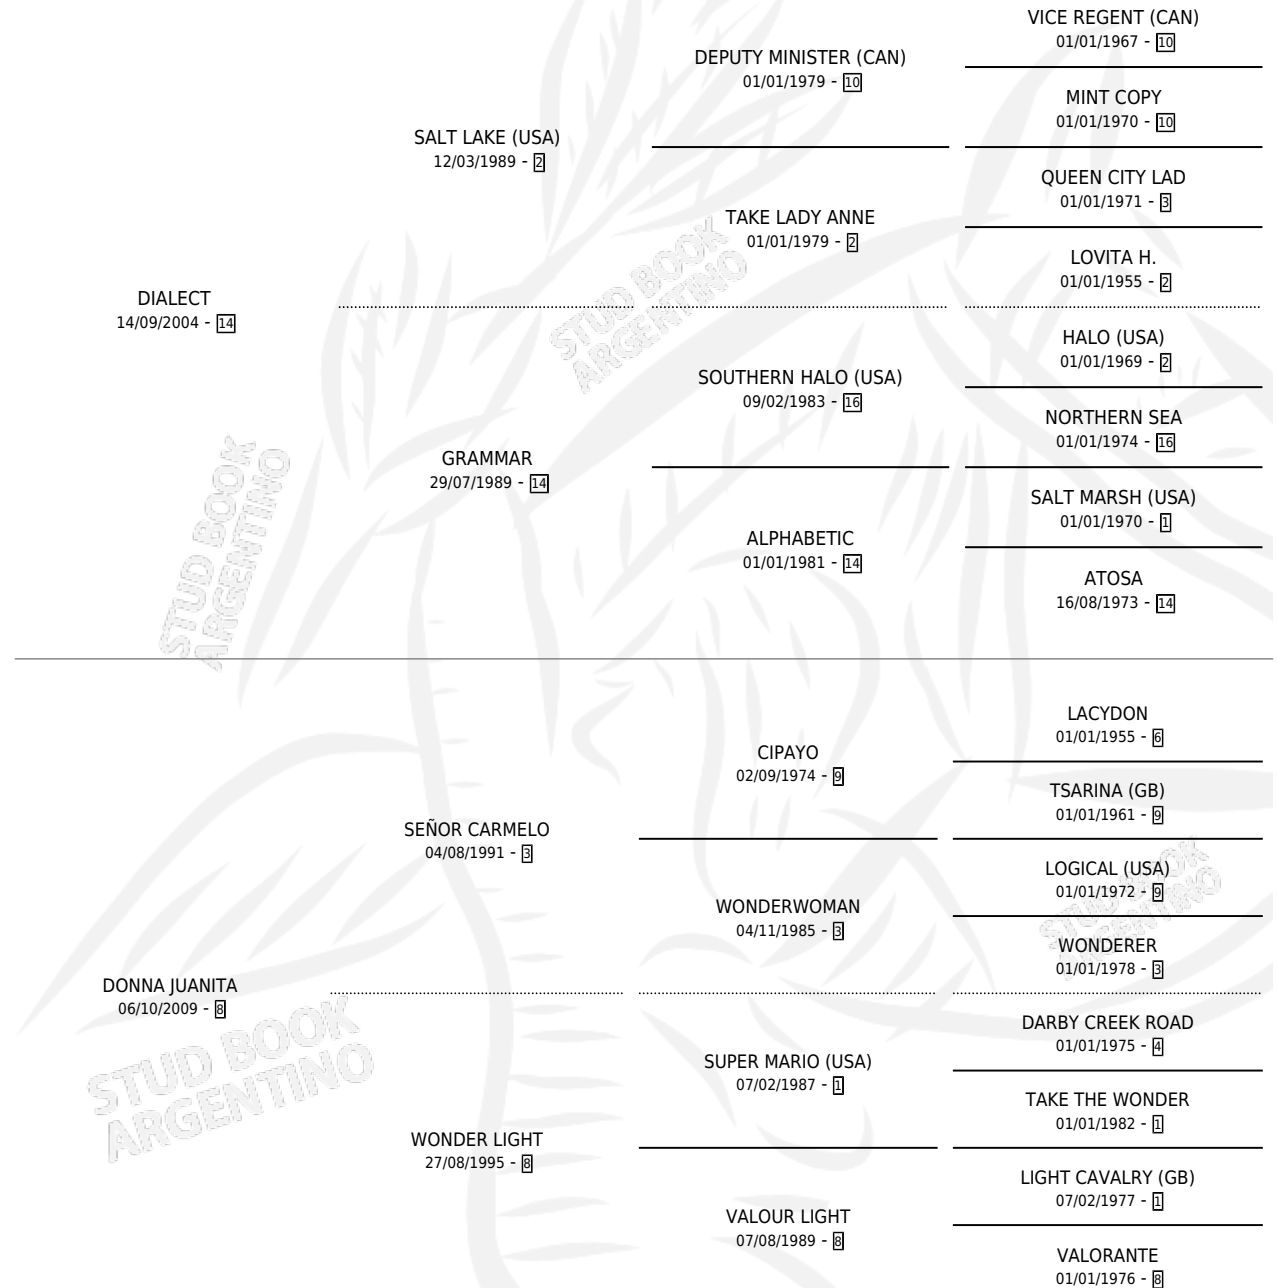 VICE REGENT (CAN)
01/01/1967 - 10
DEPUTY MINISTER (CAN)
01/01/1979 - 10
MINT COPY
01/01/1970 - 10
SALT LAKE (USA)
12/03/1989 - 2
QUEEN CITY LAD
01/01/1971 - 3
TAKE LADY ANNE
01/01/1979 - 2
LOVITA H.
01/01/1955 - 2
DIALECT
14/09/2004 - 14
HALO (USA)
01/01/1969 - 2
SOUTHERN HALO (USA)
09/02/1983 - 16
NORTHERN SEA
01/01/1974 - 16
GRAMMAR
29/07/1989 - 14
SALT MARSH (USA)
01/01/1970 - 1
ALPHABETIC
01/01/1981 - 14
ATOSA
16/08/1973 - 14
LACYDON
01/01/1955 - 6
CIPAYO
02/09/1974 - 9
TSARINA (GB)
01/01/1961 - 9
SEÑOR CARMELO
04/08/1991 - 3
LOGICAL (USA)
01/01/1972 - 9
WONDERWOMAN
04/11/1985 - 3
WONDERER
01/01/1978 - 3
DONNA JUANITA
06/10/2009 - 8
DARBY CREEK ROAD
01/01/1975 - 4
SUPER MARIO (USA)
07/02/1987 - 1
TAKE THE WONDER
01/01/1982 - 1
WONDER LIGHT
27/08/1995 - 8
LIGHT CAVALRY (GB)
07/02/1977 - 1
VALOUR LIGHT
07/08/1989 - 8
VALORANTE
01/01/1976 - 8
STUD BOOK
ARGENTINO
STUD BOOK
ARGENTINO
STUD BOOK
ARGENTINO
STUD BOOK
ARGENTINO